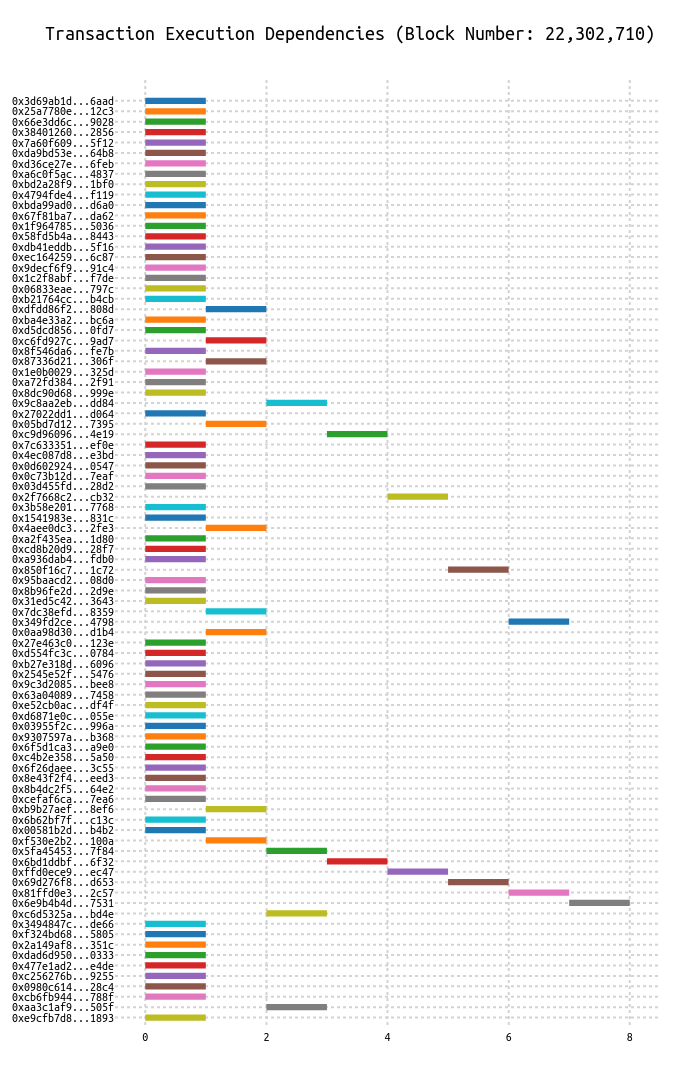 Transaction Execution Dependencies (Block Number: 22,302,710)
0x3d69ab1d...6aad
0x25a7780e...12c3
0x66e3dd6c...9028
0x38401260...2856
0x7a60f609...5f12
0xda9bd53e...64b8
0xd36ce27e...6feb
0xa6c0f5ac...4837
0xbd2a28f9...1bf0
0x4794fde4...f119
0xbda99ad0...d6a0
0x67f81ba7...da62
0x1f964785...5036
0x58fd5b4a...8443
0xdb41eddb...5f16
0xec164259...6c87
0x9decf6f9...91c4
0x1c2f8abf...f7de
0x06833eae...797c
0xb21764cc...b4cb
0xdfdd86f2...808d
0xba4e33a2...bc6a
0xd5dcd856...0fd7
0xc6fd927c...9ad7
0x8f546da6...fe7b
0x87336d21...306f
0x1e0b0029...325d
0xa72fd384...2f91
0x8dc90d68...999e
0x9c8aa2eb...dd84
0x27022dd1...d064
0x05bd7d12...7395
0xc9d96096...4e19
0x7c633351...ef0e
0x4ec087d8...e3bd
0x0d602924...0547
0x0c73b12d...7eaf
0x03d455fd...28d2
0x2f7668c2...cb32
0x3b58e201...7768
0x1541983e...831c
0x4aee0dc3...2fe3
0xa2f435ea...1d80
0xcd8b20d9...28f7
0xa936dab4...fdb0
0x850f16c7...1c72
0x95baacd2...08d0
0x8b96fe2d...2d9e
0x31ed5c42...3643
0x7dc38efd...8359
0x349fd2ce...4798
0x0aa98d30...d1b4
0x27e463c0...123e
0xd554fc3c...0784
0xb27e318d...6096
0x2545e52f...5476
0x9c3d2085...bee8
0x63a04089...7458
0xe52cb0ac...df4f
0xd6871e0c...055e
0x03955f2c...996a
0x9307597a...b368
0x6f5d1ca3...a9e0
0xc4b2e358...5a50
0x6f26daee...3c55
0x8e43f2f4...eed3
0x8b4dc2f5...64e2
0xcefaf6ca...7ea6
0xb9b27aef...8ef6
0x6b62bf7f...c13c
0x00581b2d...b4b2
0xf530e2b2...100a
0x5fa45453...7f84
0x6bd1ddbf...6f32
0xffd0ece9...ec47
0x69d276f8...d653
0x81ffd0e3...2c57
0x6e9b4b4d...7531
0xc6d5325a...bd4e
0x3494847c...de66
0xf324bd68...5805
0x2a149af8...351c
0xdad6d950...0333
0x477e1ad2...e4de
0xc256276b...9255
0x0980c614...28c4
0xcb6fb944...788f
0xaa3c1af9...505f
0xe9cfb7d8...1893
0 2 4 6 8